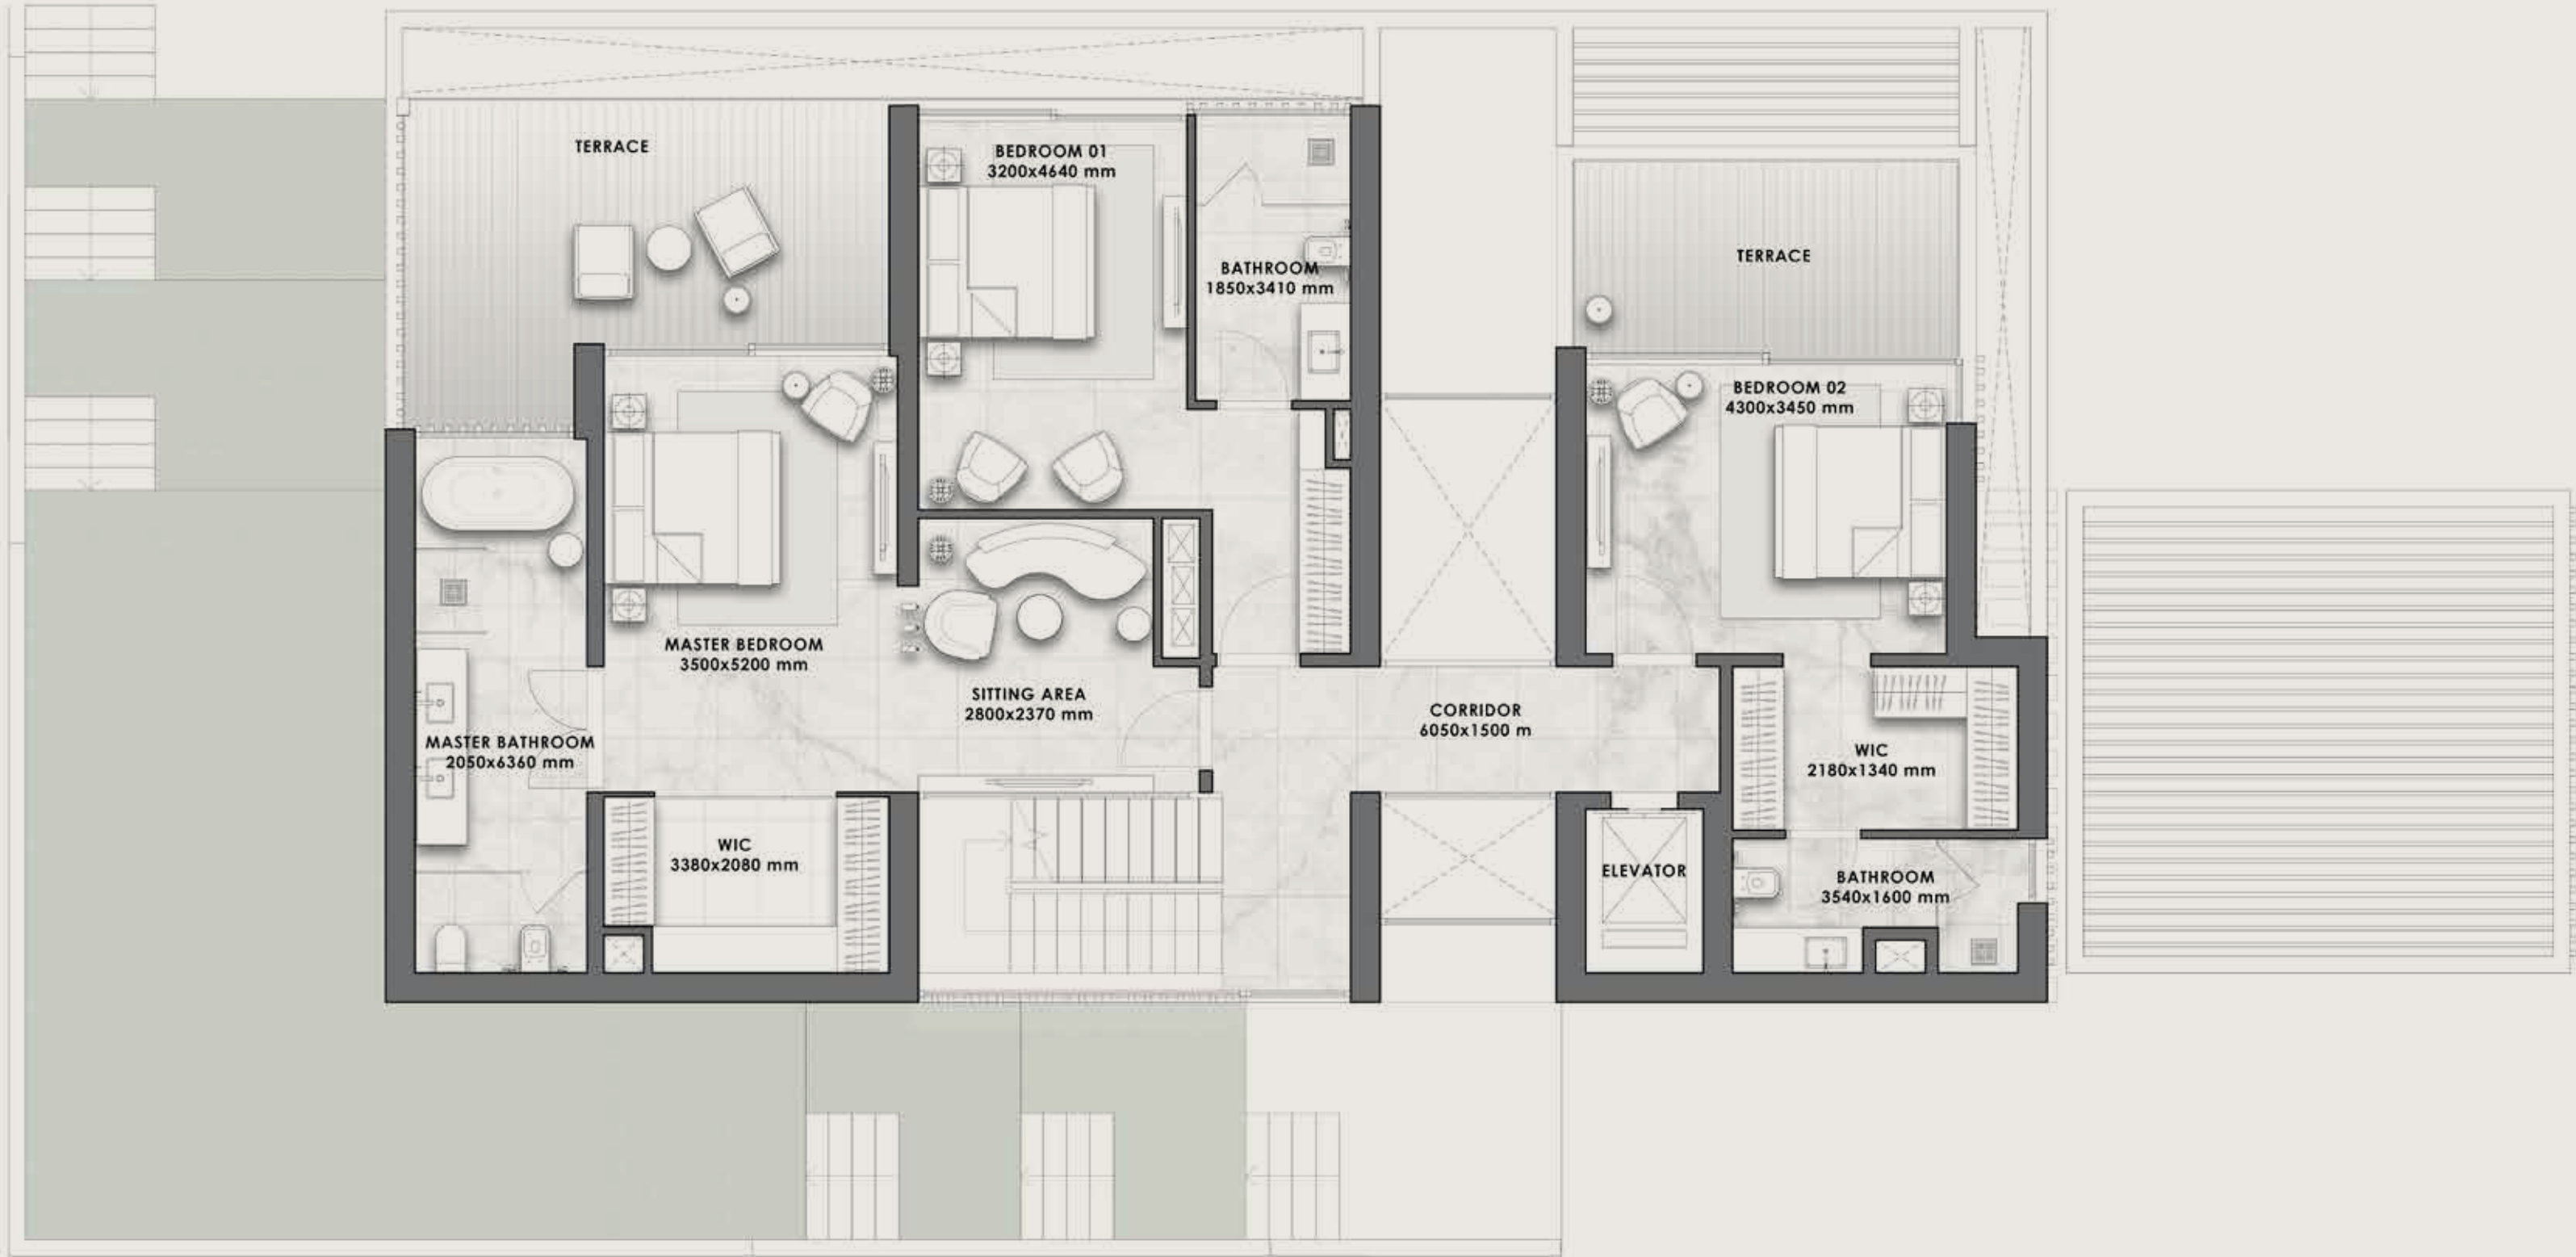 TERRACE
BEDROOM 01
3200x4640 mm
BATHROOM
1850x3410 mm
TERRACE
BEDROOM 02
4300x3450 mm
MASTER BEDROOM
3500x5200 mm
SITTING AREA
2800x2370 mm
CORRIDOR
6050x1500 m
MASTER BATHROOM
2050x6360 mm
WIC
2180x1340 mm
WIC
3380x2080 mm
ELEVATOR
BATHROOM
3540x1600 mm